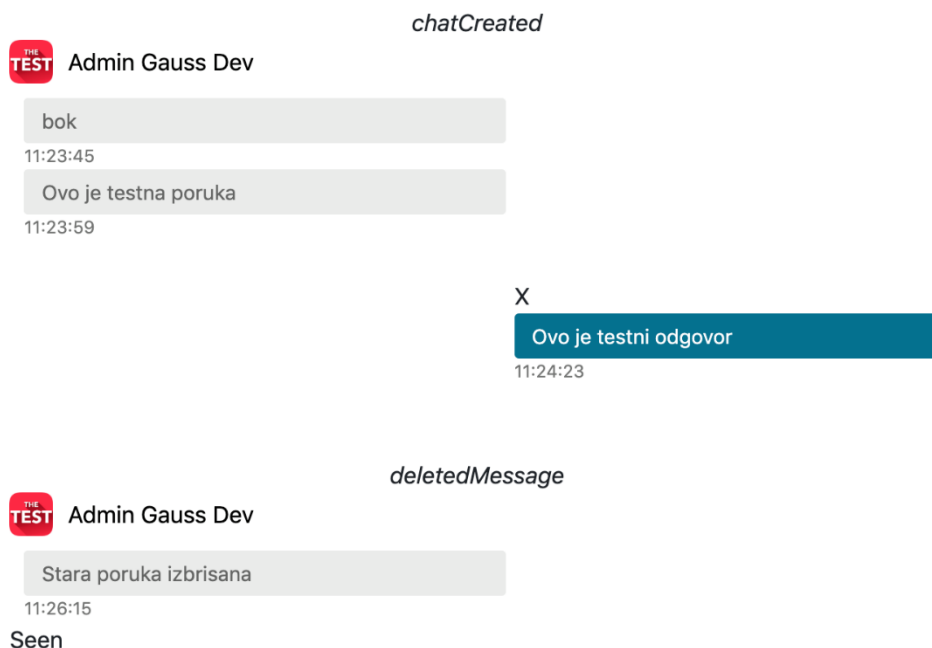 chatCreated
THE
TEST
Admin Gauss Dev
bok
11:23:45
Ovo je testna poruka
11:23:59
X
Ovo je testni odgovor
11:24:23
deletedMessage
THE
TEST
Admin Gauss Dev
Stara poruka izbrisana
11:26:15
Seen